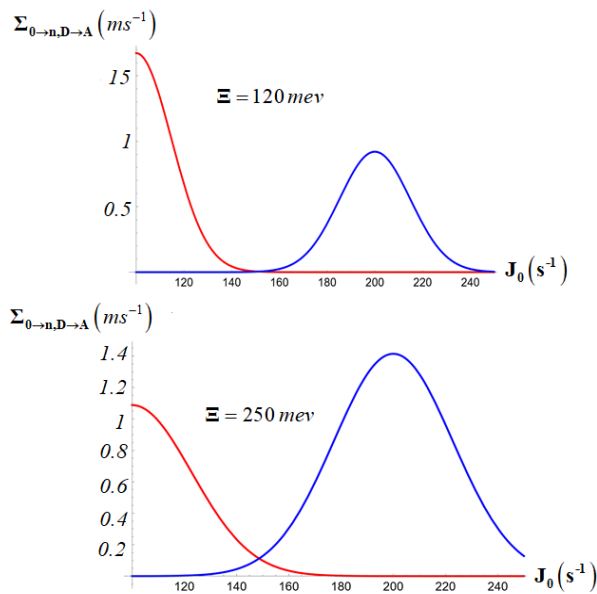 Σ₀→n,D→A (ms⁻¹)
15
Ξ = 120 mev
1
0.5
120 140 160 180 200 220 240
J₀ (s⁻¹)
Σ₀→n,D→A (ms⁻¹)
1.4
1.2
1
Ξ = 250 mev
0.8
0.6
0.4
0.2
120 140 160 180 200 220 240
J₀ (s⁻¹)